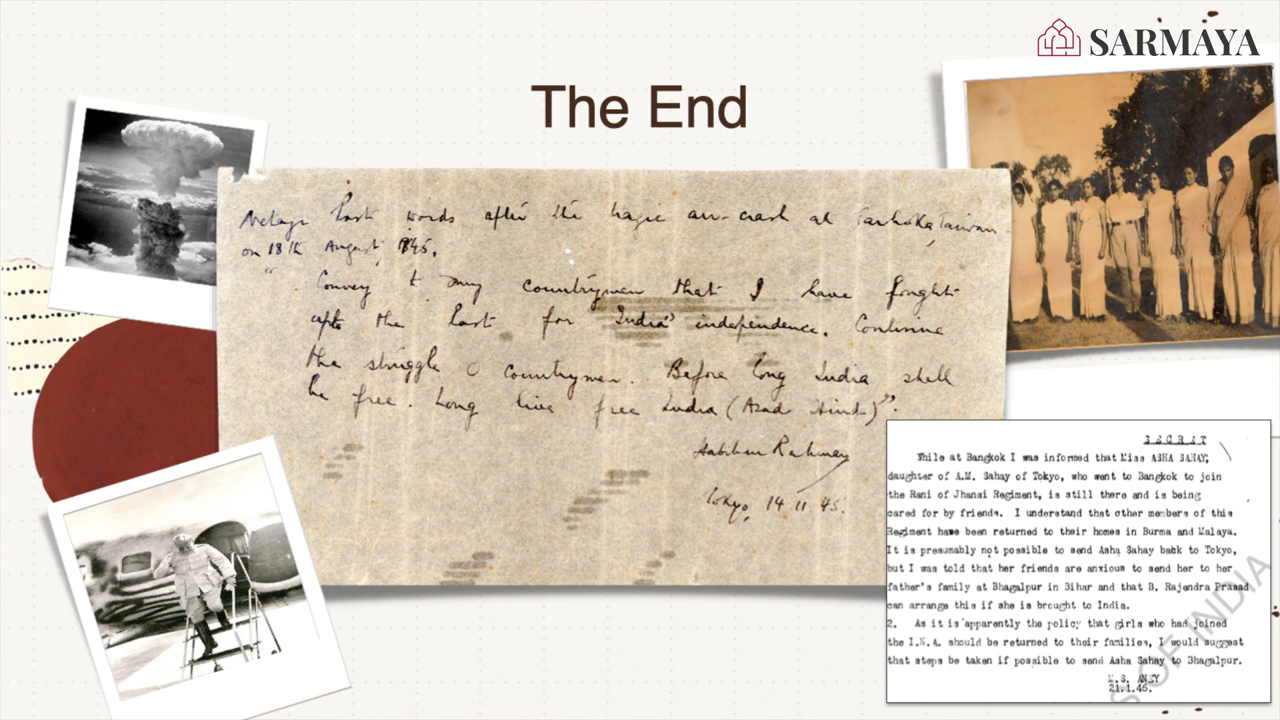 SARMAYA
The End
Netaji's last words after the tragic air-crash at Taihoku, Taiwan
on 18th August, 1945.
"Convey to my countrymen that I have fought
upto the last for India's independence. Continue
the struggle O countrymen. Before long India shall
be free. Long live free India (Azad Hind)".
Habibur Rahman
Tokyo, 14 11 45.
SECRET
While at Bangkok I was informed that Miss ASHA SAHAY,
daughter of A.M. Sahay of Tokyo, who went to Bangkok to join
the Rani of Jhansi Regiment, is still there and is being
cared for by friends. I understand that other members of this
Regiment have been returned to their homes in Burma and Malaya.
It is presumably not possible to send Asha Sahay back to Tokyo,
but I was told that her friends are anxious to send her to her
father's family at Bhagalpur in Bihar and that B. Rajendra Prasad
can arrange this if she is brought to India.
2. As it is apparently the policy that girls who had joined
the I.N.A. should be returned to their families, I would suggest
that steps be taken if possible to send Asha Sahay to Bhagalpur.
M.S. ANEY
21.1.46.
S OF INDIA